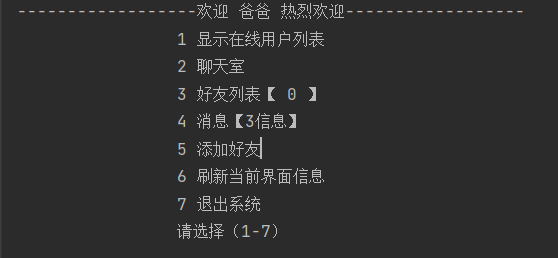 ------------------欢迎 爸爸 热烈欢迎------------------
1 显示在线用户列表
2 聊天室
3 好友列表【 0 】
4 消息【3信息】
5 添加好友
6 刷新当前界面信息
7 退出系统
请选择（1-7）